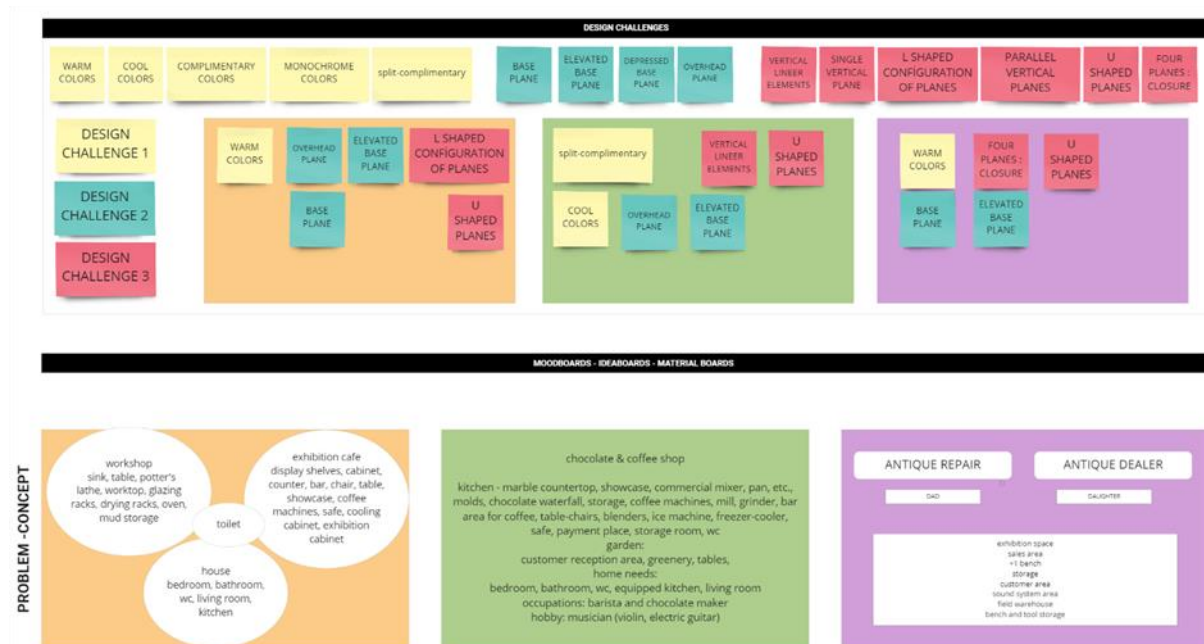 DESIGN CHALLENGES
WARM
COLORS
COOL
COLORS
COMPLIMENTARY
COLORS
MONOCHROME
COLORS
split-complimentary
BASE
PLANE
ELEVATED
BASE
PLANE
DEPRESSED
BASE
PLANE
OVERHEAD
PLANE
VERTICAL
LINEER
ELEMENTS
SINGLE
VERTICAL
PLANE
L SHAPED
CONFİGURATION
OF PLANES
PARALLEL
VERTICAL
PLANES
U
SHAPED
PLANES
FOUR
PLANES :
CLOSURE
DESIGN
CHALLENGE 1
DESIGN
CHALLENGE 2
DESIGN
CHALLENGE 3
WARM
COLORS
OVERHEAD
PLANE
ELEVATED
BASE
PLANE
L SHAPED
CONFİGURATION
OF PLANES
BASE
PLANE
U
SHAPED
PLANES
split-complimentary
VERTICAL
LINEER
ELEMENTS
U
SHAPED
PLANES
COOL
COLORS
OVERHEAD
PLANE
ELEVATED
BASE
PLANE
WARM
COLORS
FOUR
PLANES :
CLOSURE
U
SHAPED
PLANES
BASE
PLANE
ELEVATED
BASE
PLANE
MOODBOARDS - IDEABOARDS - MATERIAL BOARDS
PROBLEM -CONCEPT
workshop
sink, table, potter's
lathe, worktop, glazing
racks, drying racks, oven,
mud storage
exhibition cafe
display shelves, cabinet,
counter, bar, chair, table,
showcase, coffee
machines, safe, cooling
cabinet, exhibition
cabinet
toilet
house
bedroom, bathroom,
wc, living room,
kitchen
chocolate & coffee shop
kitchen - marble countertop, showcase, commercial mixer, pan, etc.,
molds, chocolate waterfall, storage, coffee machines, mill, grinder, bar
area for coffee, table-chairs, blenders, ice machine, freezer-cooler,
safe, payment place, storage room, wc
garden:
customer reception area, greenery, tables,
home needs:
bedroom, bathroom, wc, equipped kitchen, living room
occupations: barista and chocolate maker
hobby: musician (violin, electric guitar)
ANTIQUE REPAIR
ANTIQUE DEALER
DAD
DAUGHTER
exhibition space
sales area
+1 bench
storage
customer area
sound system area
field warehouse
bench and tool storage